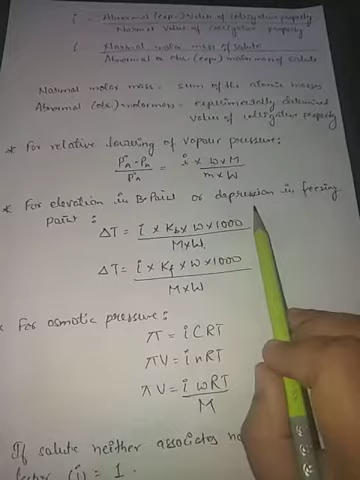 i = Abnormal (expt.) value of colligative property
Normal value of colligative property
i = Normal molar mass of solute
Abnormal or obs. (exp.) molar mass of solute
Normal molar mass = sum of the atomic masses
Abnormal (obs.) molar mass = experimentally determined
value of colligative property
* For relative lowering of vapour pressure:
P°A - PA / P°A = i × w × M / m × W
* For elevation in B.Point or depression in freezing
point:
ΔT = i × Kb × w × 1000 / M × W
ΔT = i × Kf × w × 1000 / M × W
* For osmotic pressure:
π = i CRT
πV = i nRT
πV = i wRT / M
If solute neither associates
factor (i) = 1.